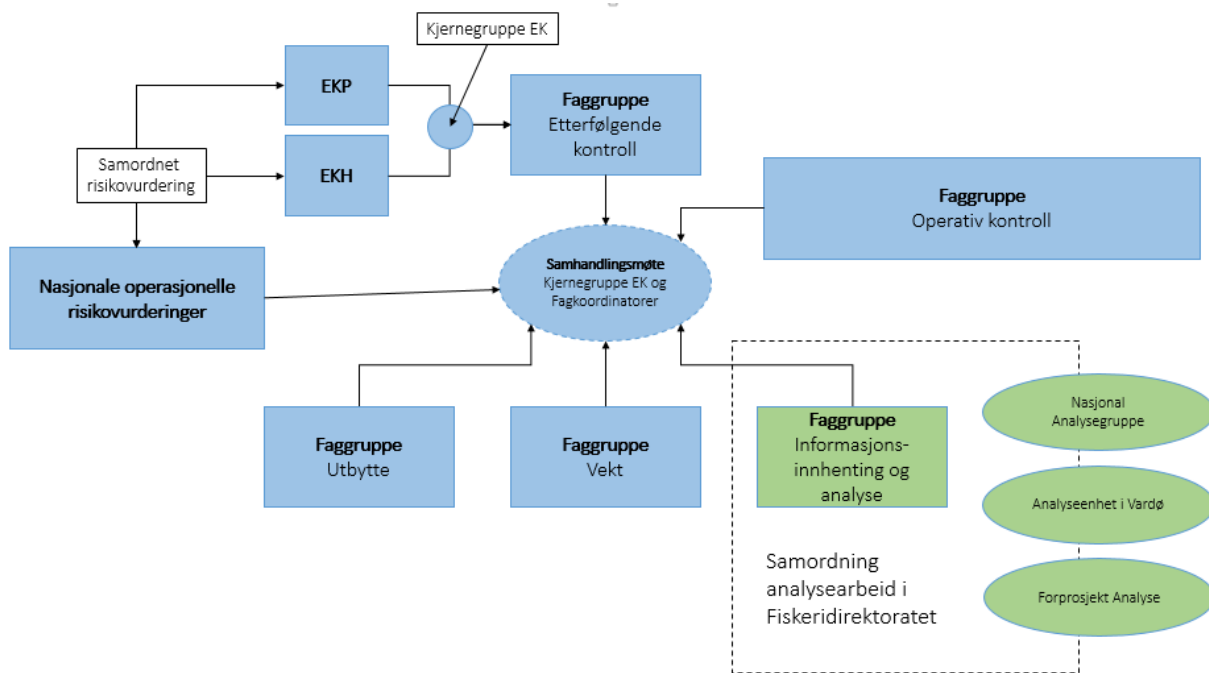 Kjernegruppe EK
EKP
Faggruppe
Etterfølgende
kontroll
Samordnet
risikovurdering
EKH
Faggruppe
Operativ kontroll
Nasjonale operasjonelle
risikovurderinger
Samhandlingsmøte
Kjernegruppe EK og
Fagkoordinatorer
Faggruppe
Utbytte
Faggruppe
Vekt
Faggruppe
Informasjons-
innhenting og
analyse
Nasjonal
Analysegruppe
Analyseenhet i Vardø
Forprosjekt Analyse
Samordning
analysearbeid i
Fiskeridirektoratet